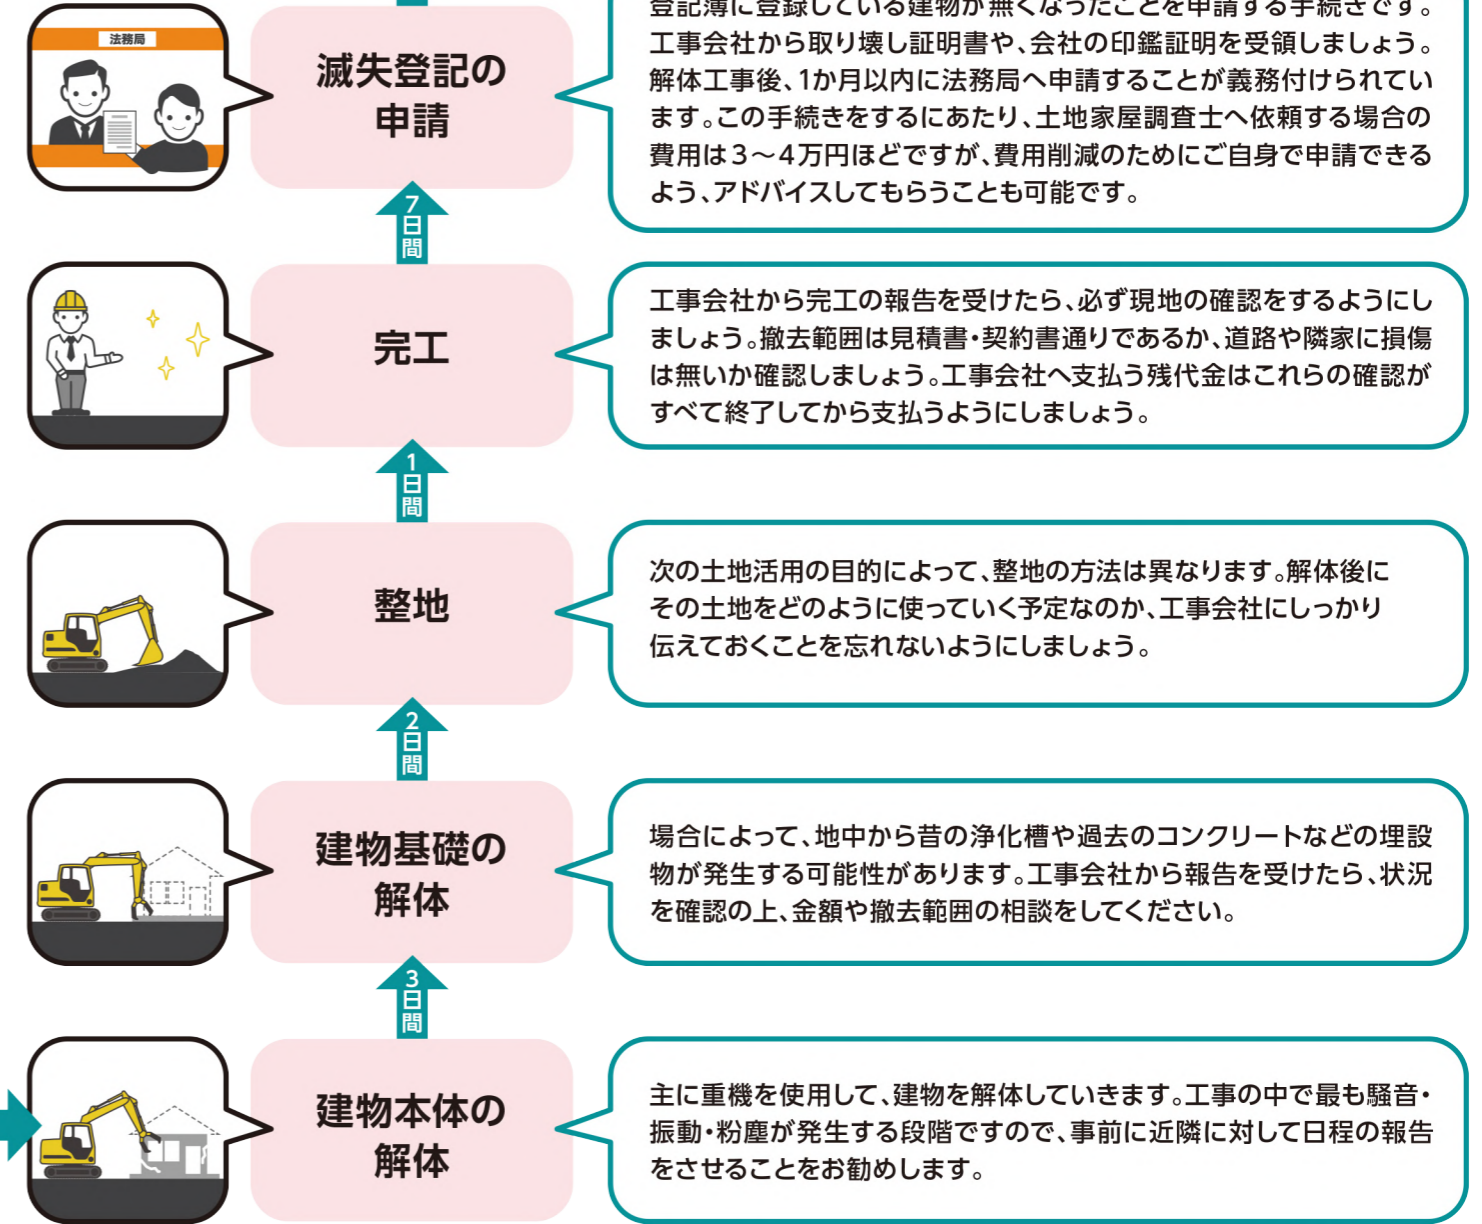 登記簿に登録している建物が無くなったことを申請する手続きです。
工事会社から取り壊し証明書や、会社の印鑑証明を受領しましょう。
解体工事後、1か月以内に法務局へ申請することが義務付けられてい
ます。この手続きをするにあたり、土地家屋調査士へ依頼する場合の
費用は3～4万円ほどですが、費用削減のためにご自身で申請できる
よう、アドバイスしてもらうことも可能です。
法務局
滅失登記の
申請
7日間
完工
工事会社から完工の報告を受けたら、必ず現地の確認をするようにし
ましょう。撤去範囲は見積書・契約書通りであるか、道路や隣家に損傷
は無いか確認しましょう。工事会社へ支払う残代金はこれらの確認が
すべて終了してから支払うようにしましょう。
1日間
整地
次の土地活用の目的によって、整地の方法は異なります。解体後に
その土地をどのように使っていく予定なのか、工事会社にしっかり
伝えておくことを忘れないようにしましょう。
2日間
建物基礎の
解体
場合によって、地中から昔の浄化槽や過去のコンクリートなどの埋設
物が発生する可能性があります。工事会社から報告を受けたら、状況
を確認の上、金額や撤去範囲の相談をしてください。
3日間
建物本体の
解体
主に重機を使用して、建物を解体していきます。工事の中で最も騒音・
振動・粉塵が発生する段階ですので、事前に近隣に対して日程の報告
をさせることをお勧めします。